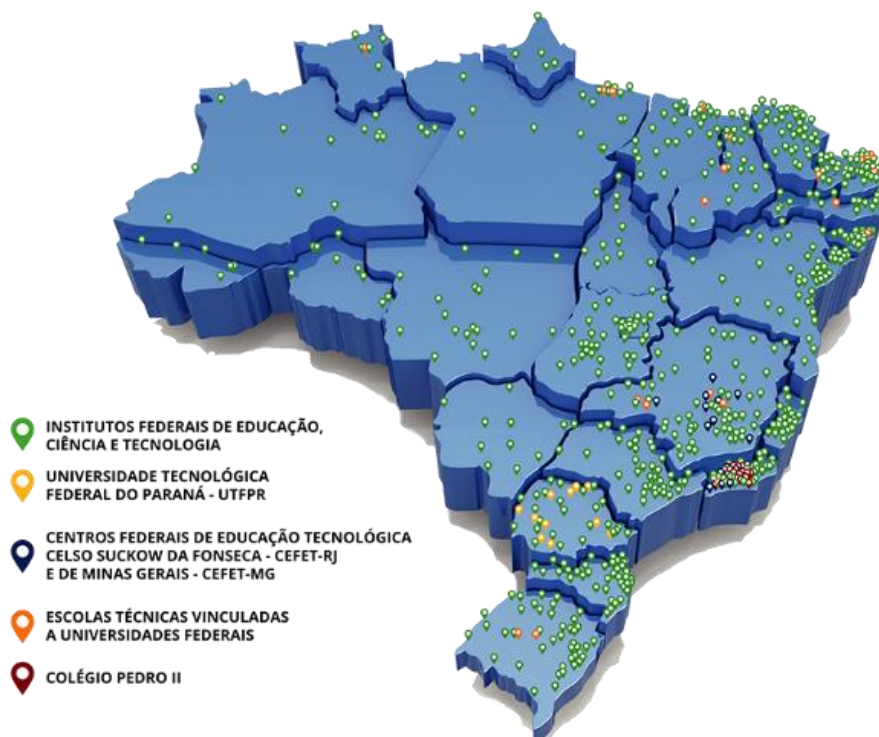 INSTITUTOS FEDERAIS DE EDUCAÇÃO,
CIÊNCIA E TECNOLOGIA
UNIVERSIDADE TECNOLÓGICA
FEDERAL DO PARANÁ - UTFPR
CENTROS FEDERAIS DE EDUCAÇÃO TECNOLÓGICA
CELSO SUCKOW DA FONSECA - CEFET-RJ
E DE MINAS GERAIS - CEFET-MG
ESCOLAS TÉCNICAS VINCULADAS
A UNIVERSIDADES FEDERAIS
COLÉGIO PEDRO II